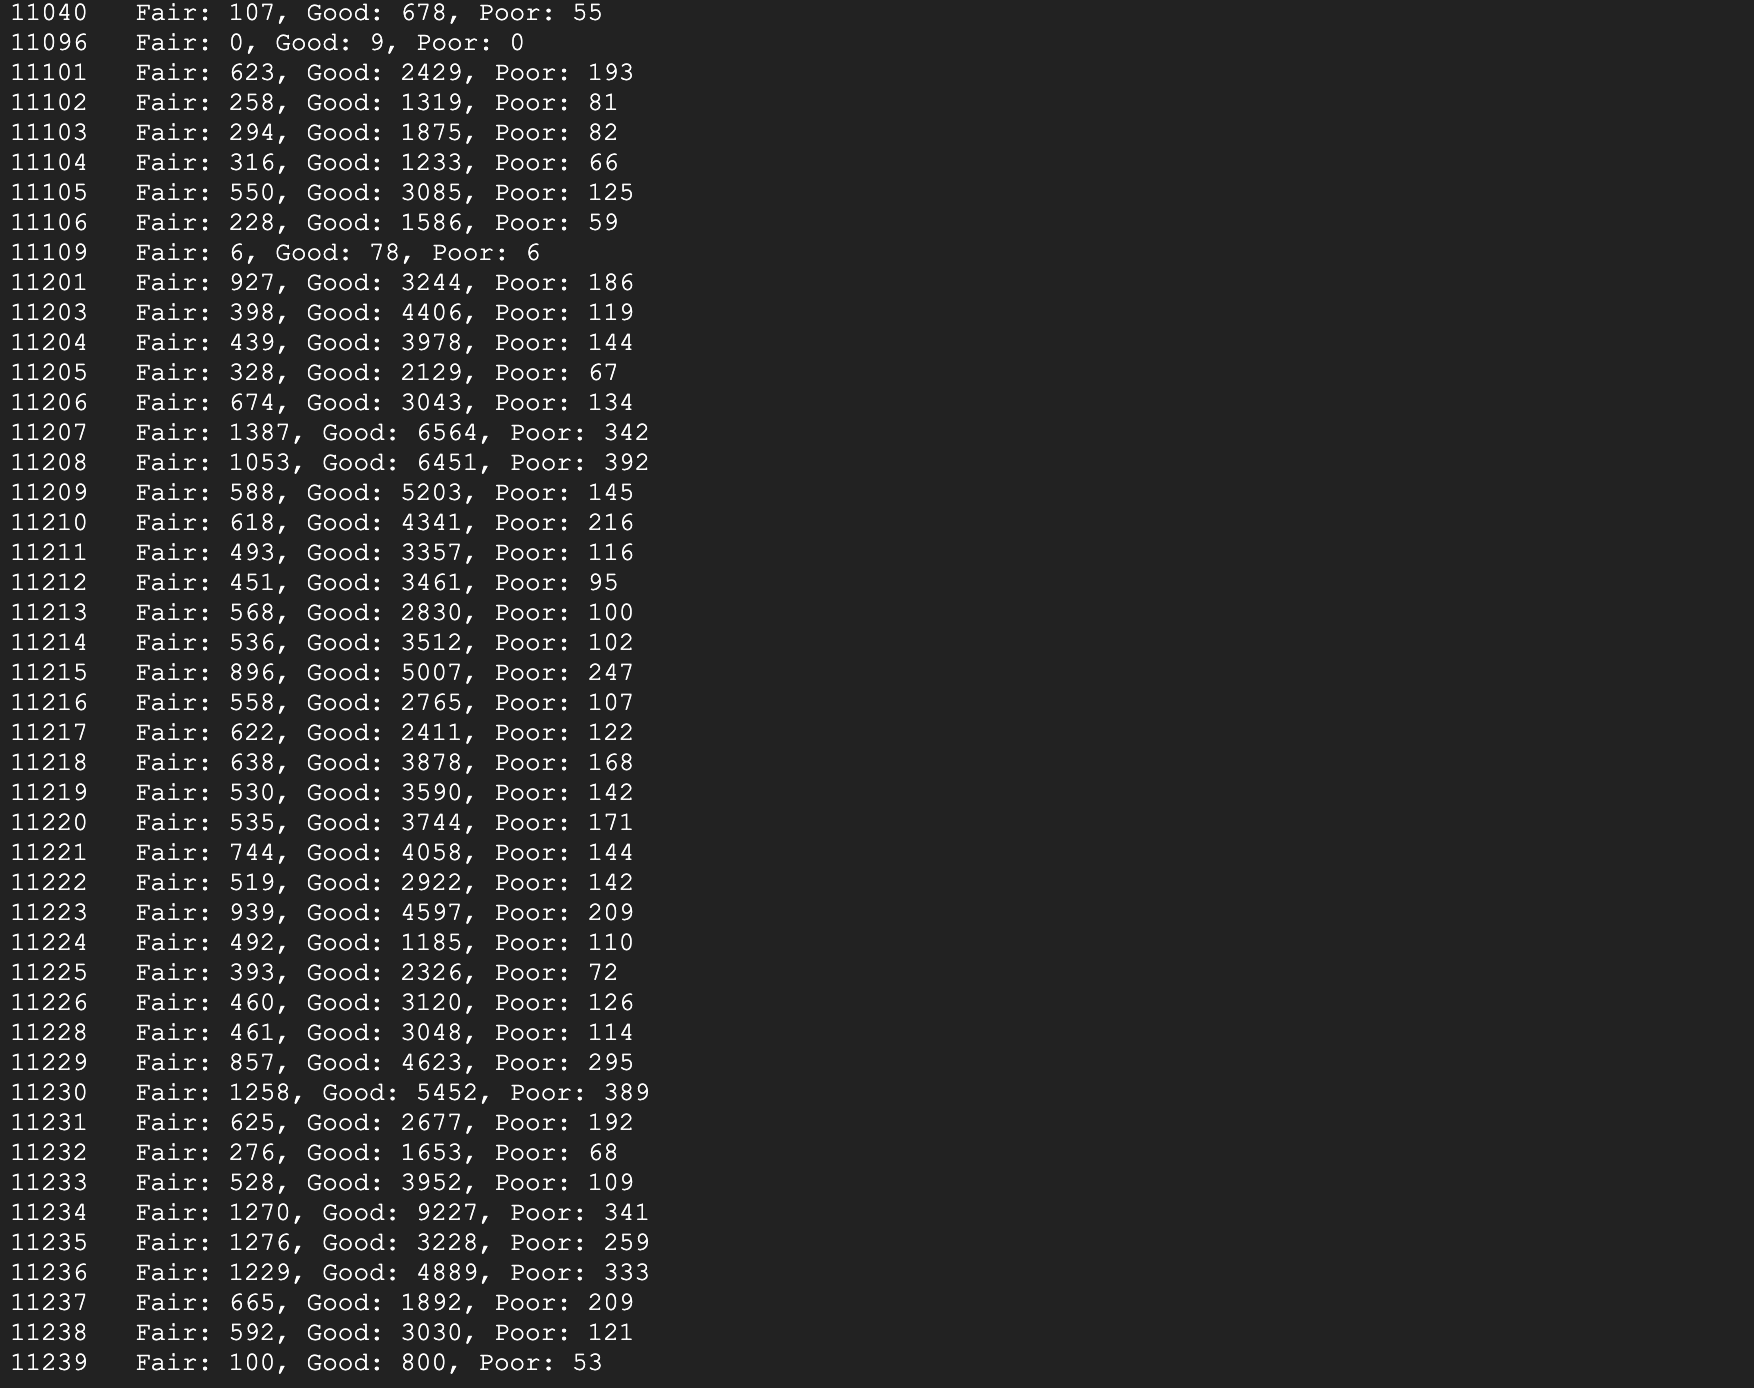 11040   Fair: 107, Good: 678, Poor: 55
11096   Fair: 0, Good: 9, Poor: 0
11101   Fair: 623, Good: 2429, Poor: 193
11102   Fair: 258, Good: 1319, Poor: 81
11103   Fair: 294, Good: 1875, Poor: 82
11104   Fair: 316, Good: 1233, Poor: 66
11105   Fair: 550, Good: 3085, Poor: 125
11106   Fair: 228, Good: 1586, Poor: 59
11109   Fair: 6, Good: 78, Poor: 6
11201   Fair: 927, Good: 3244, Poor: 186
11203   Fair: 398, Good: 4406, Poor: 119
11204   Fair: 439, Good: 3978, Poor: 144
11205   Fair: 328, Good: 2129, Poor: 67
11206   Fair: 674, Good: 3043, Poor: 134
11207   Fair: 1387, Good: 6564, Poor: 342
11208   Fair: 1053, Good: 6451, Poor: 392
11209   Fair: 588, Good: 5203, Poor: 145
11210   Fair: 618, Good: 4341, Poor: 216
11211   Fair: 493, Good: 3357, Poor: 116
11212   Fair: 451, Good: 3461, Poor: 95
11213   Fair: 568, Good: 2830, Poor: 100
11214   Fair: 536, Good: 3512, Poor: 102
11215   Fair: 896, Good: 5007, Poor: 247
11216   Fair: 558, Good: 2765, Poor: 107
11217   Fair: 622, Good: 2411, Poor: 122
11218   Fair: 638, Good: 3878, Poor: 168
11219   Fair: 530, Good: 3590, Poor: 142
11220   Fair: 535, Good: 3744, Poor: 171
11221   Fair: 744, Good: 4058, Poor: 144
11222   Fair: 519, Good: 2922, Poor: 142
11223   Fair: 939, Good: 4597, Poor: 209
11224   Fair: 492, Good: 1185, Poor: 110
11225   Fair: 393, Good: 2326, Poor: 72
11226   Fair: 460, Good: 3120, Poor: 126
11228   Fair: 461, Good: 3048, Poor: 114
11229   Fair: 857, Good: 4623, Poor: 295
11230   Fair: 1258, Good: 5452, Poor: 389
11231   Fair: 625, Good: 2677, Poor: 192
11232   Fair: 276, Good: 1653, Poor: 68
11233   Fair: 528, Good: 3952, Poor: 109
11234   Fair: 1270, Good: 9227, Poor: 341
11235   Fair: 1276, Good: 3228, Poor: 259
11236   Fair: 1229, Good: 4889, Poor: 333
11237   Fair: 665, Good: 1892, Poor: 209
11238   Fair: 592, Good: 3030, Poor: 121
11239   Fair: 100, Good: 800, Poor: 53